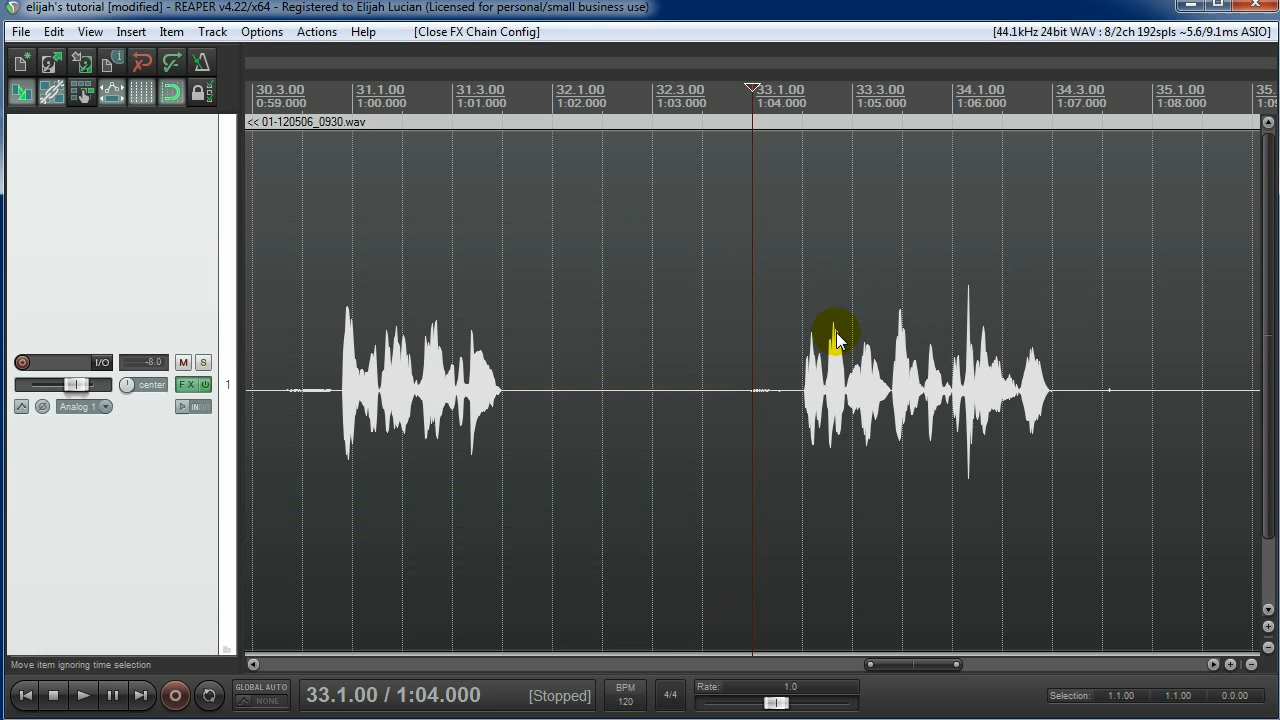 elijah's tutorial [modified] - REAPER v4.22/x64 - Registered to Elijah Lucian (Licensed for personal/small business use)
File Edit View Insert Item Track Options Actions Help [Close FX Chain Config] [44.1kHz 24bit WAV : 8/2ch 192spls ~5.6/9.1ms ASIO]
30.3.00 31.1.00 31.3.00 32.1.00 32.3.00 33.1.00 33.3.00 34.1.00 34.3.00 35.1.00 35.
0:59.000 1:00.000 1:01.000 1:02.000 1:03.000 1:04.000 1:05.000 1:06.000 1:07.000 1:08.000
<< 01-120506_0930.wav
I/O -8.0 M S
center FX 1
Analog 1 IN
Move item ignoring time selection
GLOBAL AUTO
NONE
33.1.00 / 1:04.000 [Stopped]
BPM
120
4/4
Rate: 1.0
Selection: 1.1.00 1.1.00 0.0.00